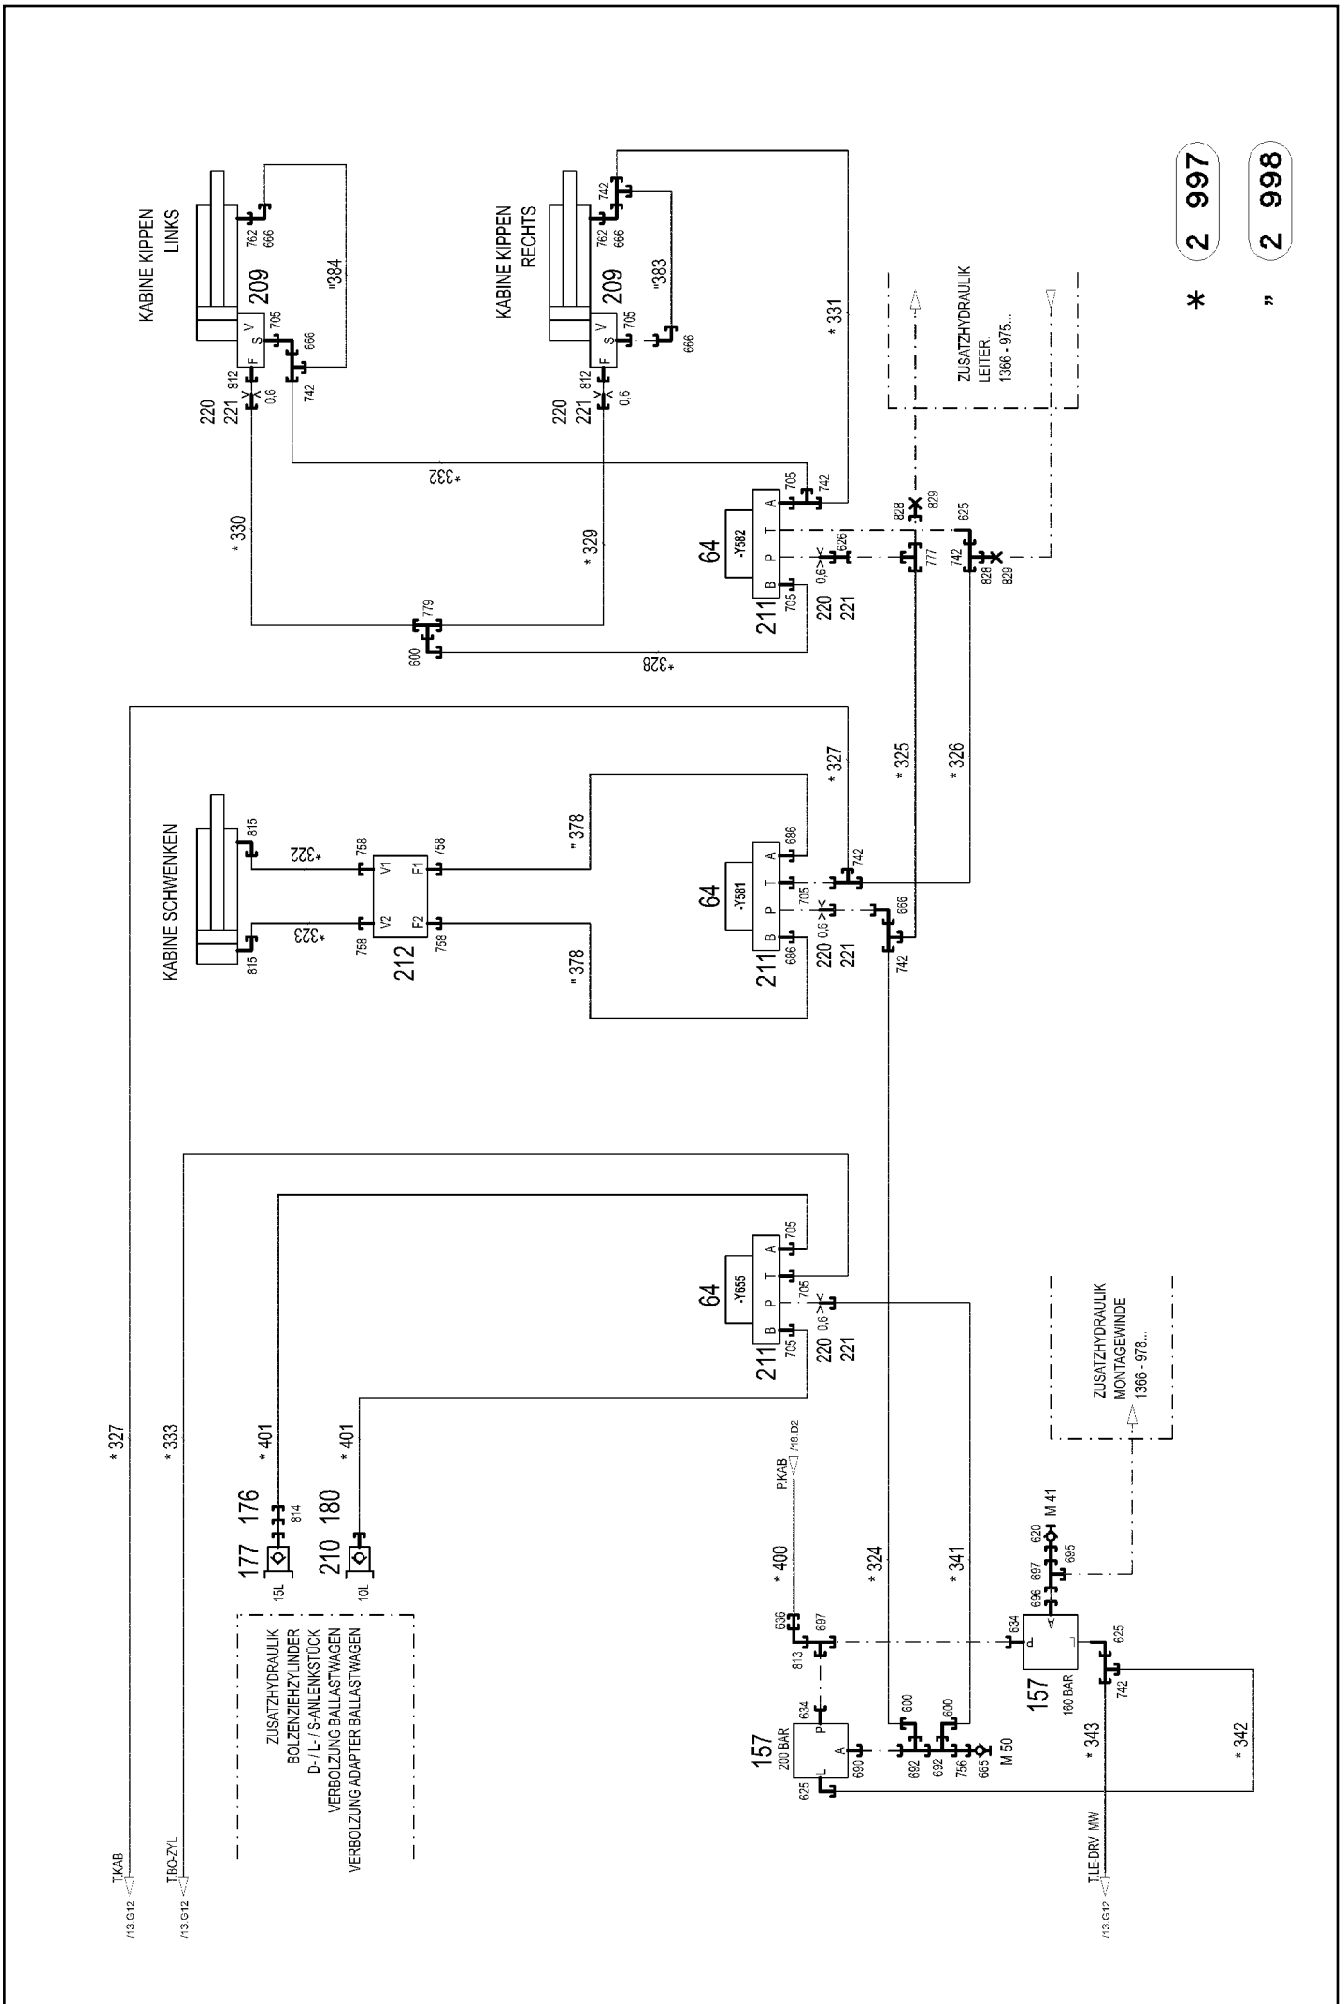 KABINE KIPPEN
LINKS
762
666
"384
209
V
S
F
705
666
742
812
220
221
0,6
KABINE KIPPEN
RECHTS
742
762
666
"383
209
V
S
F
705
666
812
220
221
0,6
* 331
*332
* 330
* 329
779
600
*328
64
-Y582
211
B
P
T
A
705
742
705
0,6
626
220
221
777
828
829
742
625
828
829
ZUSATZHYDRAULIK
LEITER.
1366 - 975...
* 2 997
" 2 998
KABINE SCHWENKEN
815
815
*322
*323
758
758
V1
V2
F1
F2
758
758
212
" 378
" 378
64
-Y581
211
B
P
T
A
686
705
686
0,6
220
221
742
666
742
* 327
* 325
* 326
64
-Y655
211
B
P
T
A
705
705
705
0,6
220
221
* 327
* 333
* 401
* 401
177 176
814
15L
210 180
10L
ZUSATZHYDRAULIK
BOLZENZIEHZYLINDER
D- / L- / S-ANLENKSTÜCK
VERBOLZUNG BALLASTWAGEN
VERBOLZUNG ADAPTER BALLASTWAGEN
P.KAB
/18.D2
* 400
* 324
* 341
636
697
813
634
157
200 BAR
P
L
A
625
690
600
600
692
692
756
665
M 50
634
P
A
L
157
160 BAR
696
697
620
695
M 41
625
742
ZUSATZHYDRAULIK
MONTAGEWINDE
1366 - 978...
* 343
* 342
T.KAB
/13.G12
T.BO-ZYL
/13.G12
T.LE-DRV MW
/13.G12